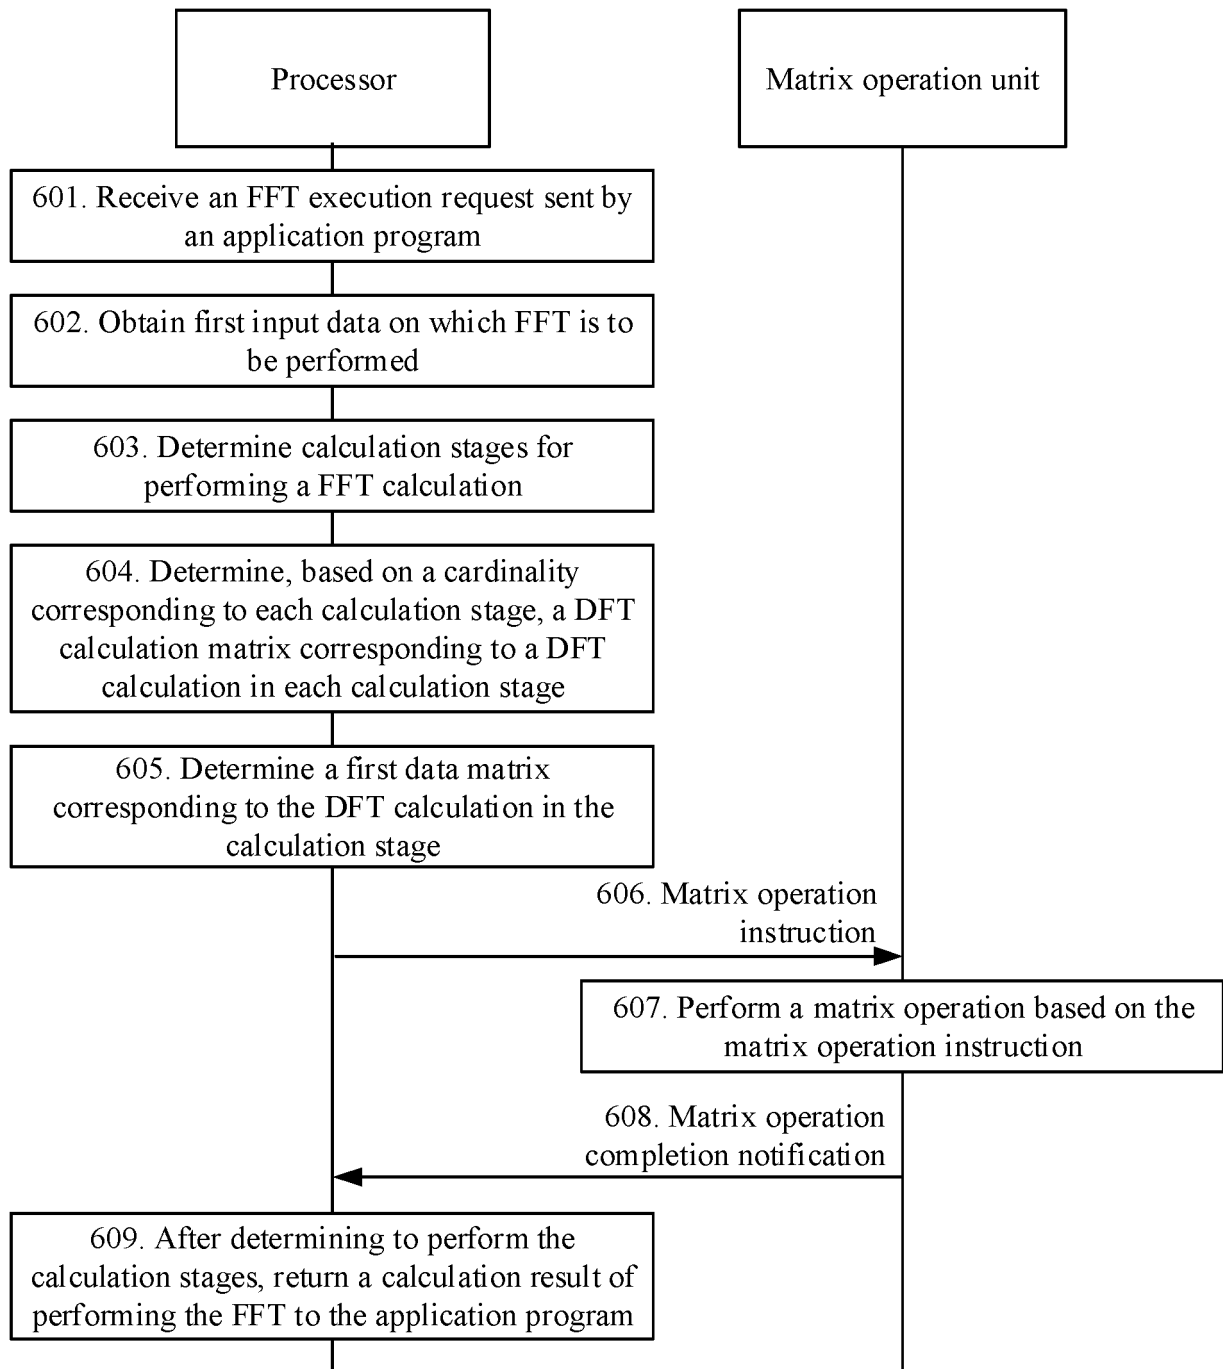 Processor
Matrix operation unit
601. Receive an FFT execution request sent by
an application program
602. Obtain first input data on which FFT is to
be performed
603. Determine calculation stages for
performing a FFT calculation
604. Determine, based on a cardinality
corresponding to each calculation stage, a DFT
calculation matrix corresponding to a DFT
calculation in each calculation stage
605. Determine a first data matrix
corresponding to the DFT calculation in the
calculation stage
606. Matrix operation
instruction
607. Perform a matrix operation based on the
matrix operation instruction
608. Matrix operation
completion notification
609. After determining to perform the
calculation stages, return a calculation result of
performing the FFT to the application program